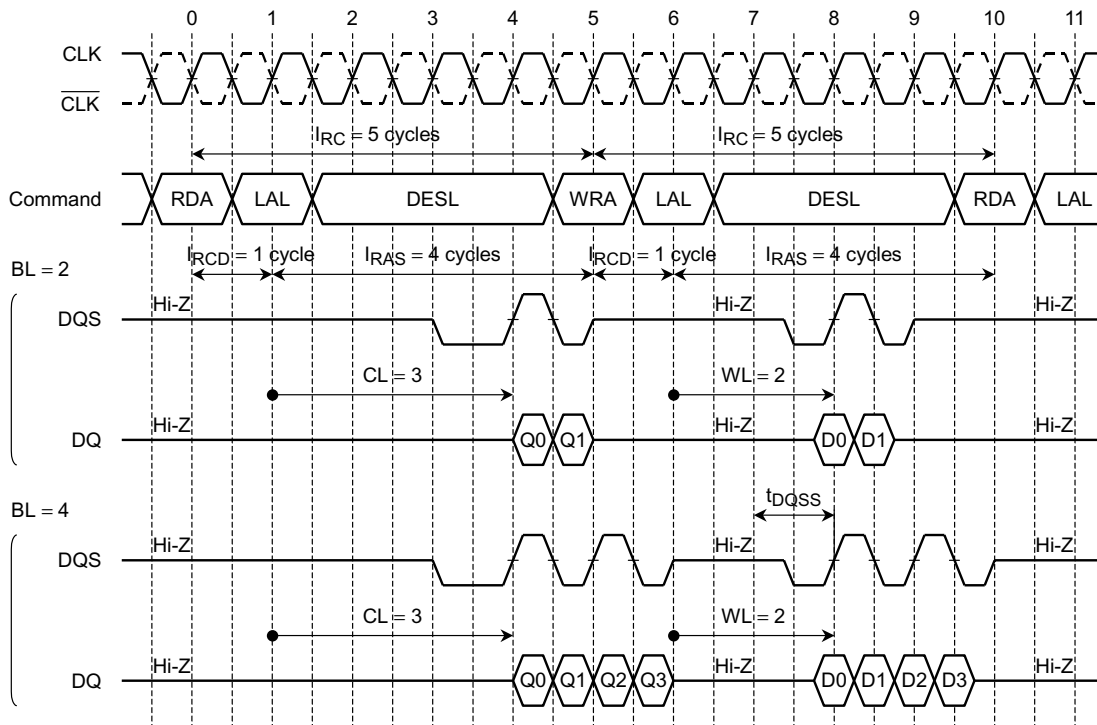 0 1 2 3 4 5 6 7 8 9 10 11
CLK
CLK
IRC = 5 cycles IRC = 5 cycles
Command RDA LAL DESL WRA LAL DESL RDA LAL
IRCD = 1 cycle IRAS = 4 cycles IRCD = 1 cycle IRAS = 4 cycles
BL = 2
Hi-Z Hi-Z Hi-Z
DQS
CL = 3 WL = 2
Hi-Z Hi-Z Hi-Z
DQ Q0 Q1 D0 D1
tDQSS
BL = 4
Hi-Z Hi-Z Hi-Z
DQS
CL = 3 WL = 2
Hi-Z Hi-Z Hi-Z
DQ Q0 Q1 Q2 Q3 D0 D1 D2 D3